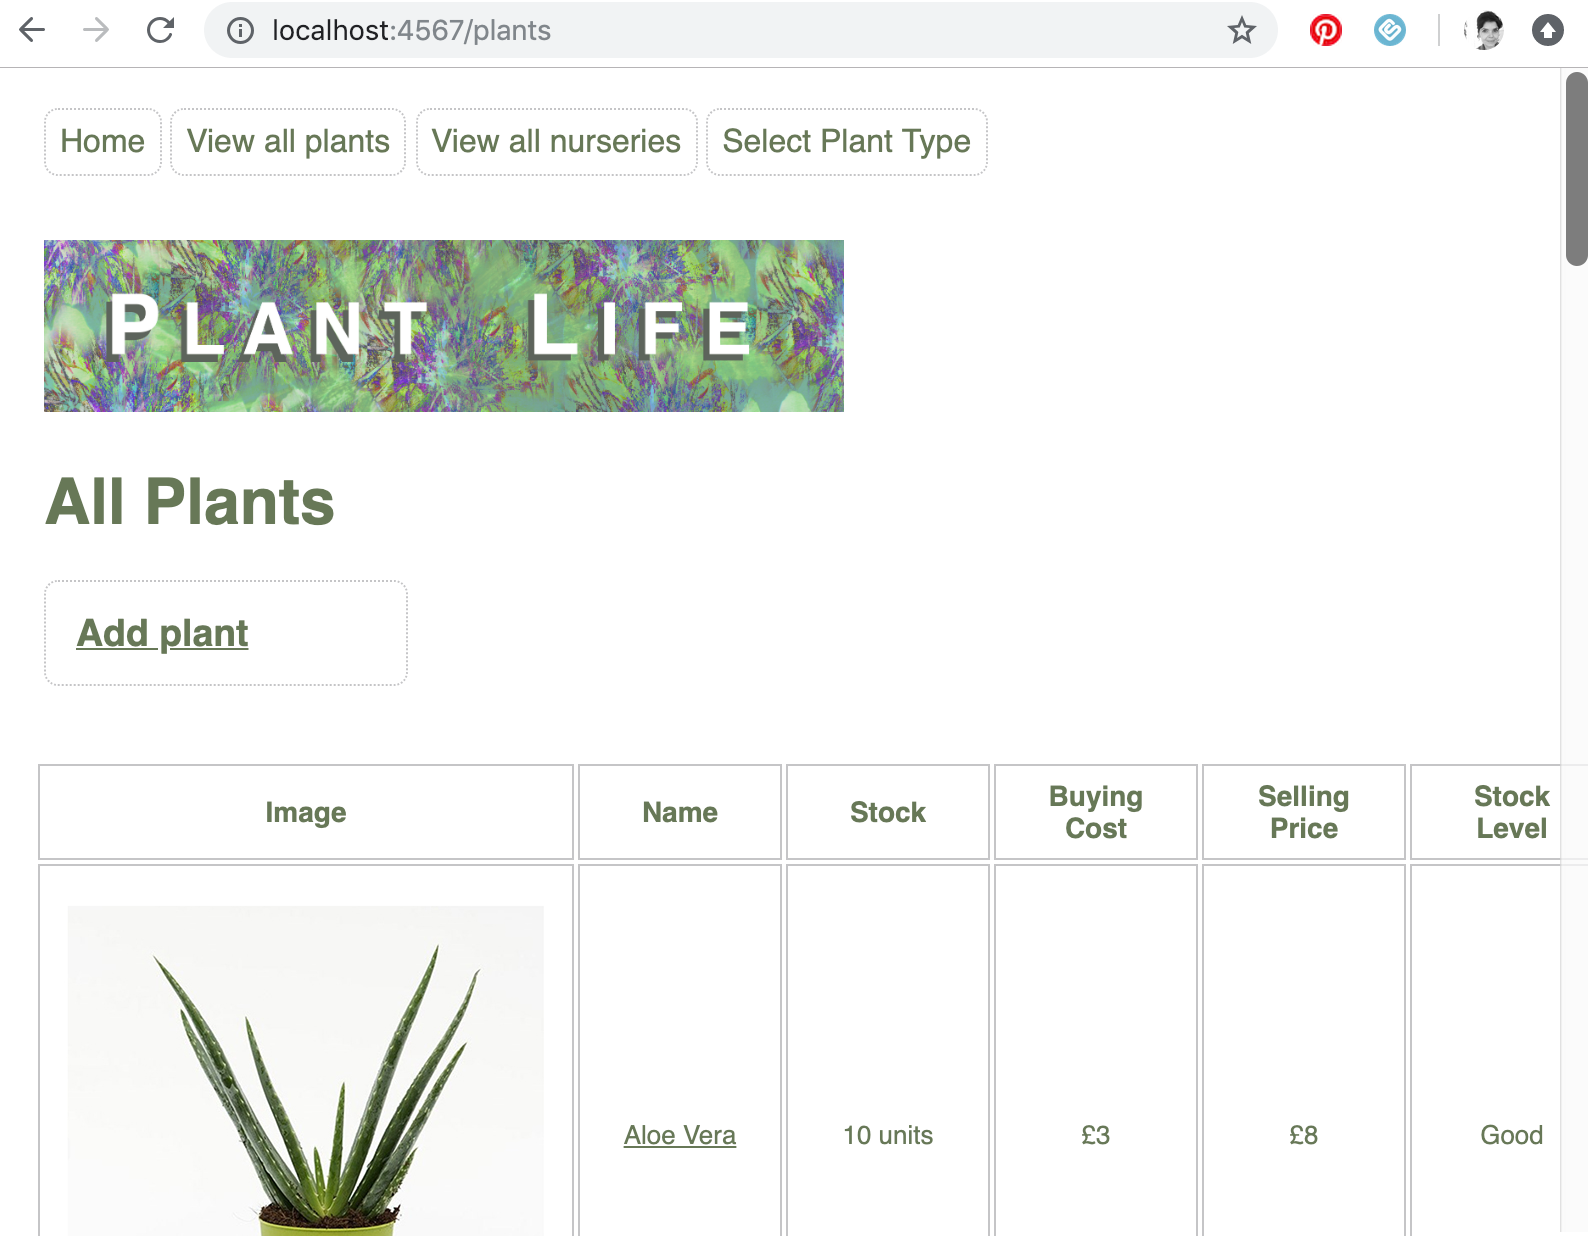 localhost:4567/plants
Home View all plants View all nurseries Select Plant Type
PLANT LIFE
All Plants
Add plant
Image Name Stock Buying Cost Selling Price Stock Level
Aloe Vera 10 units £3 £8 Good